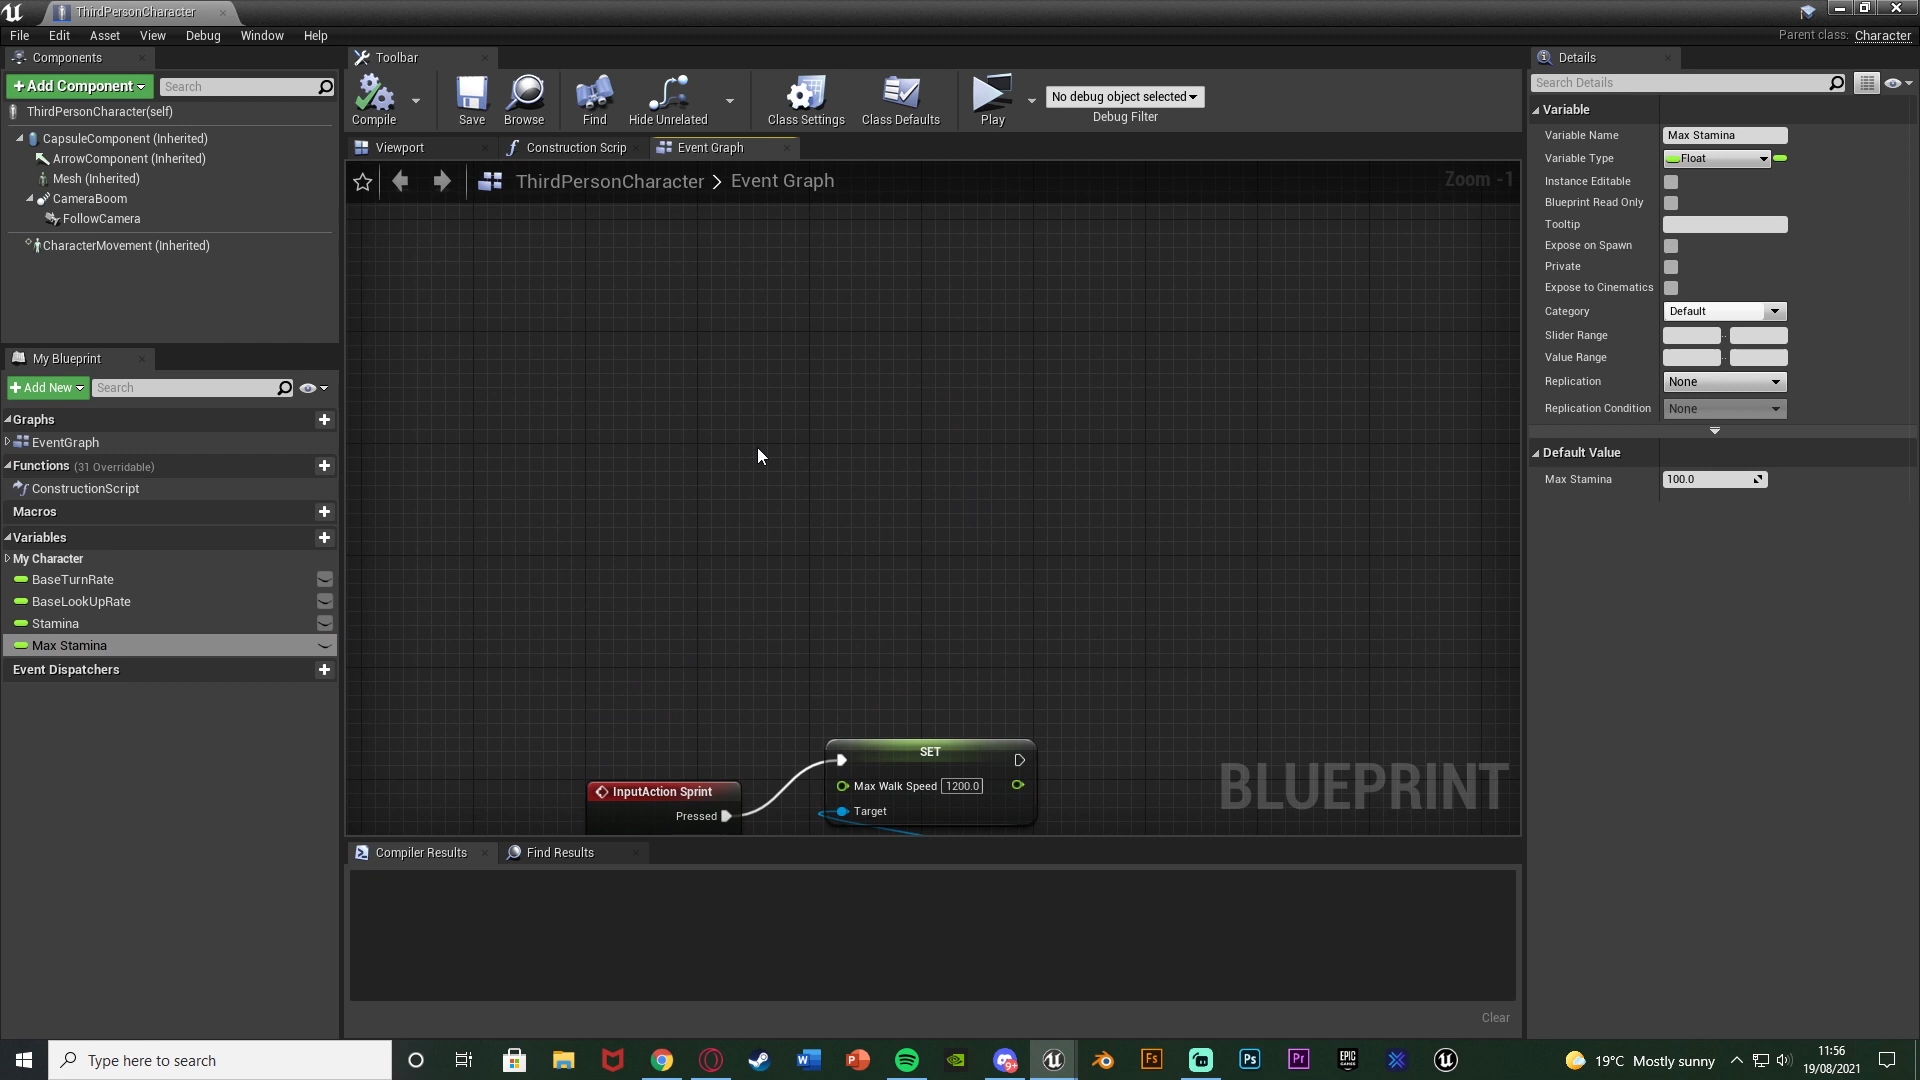 ThirdPersonCharacter
File Edit Asset View Debug Window Help
Parent class: Character
Components
+ Add Component
Search
ThirdPersonCharacter(self)
CapsuleComponent (Inherited)
ArrowComponent (Inherited)
Mesh (Inherited)
CameraBoom
FollowCamera
CharacterMovement (Inherited)
My Blueprint
+ Add New
Search
Graphs
EventGraph
Functions (31 Overridable)
ConstructionScript
Macros
Variables
My Character
BaseTurnRate
BaseLookUpRate
Stamina
Max Stamina
Event Dispatchers
Toolbar
Compile
Save
Browse
Find
Hide Unrelated
Class Settings
Class Defaults
Play
No debug object selected
Debug Filter
Viewport
Construction Scrip
Event Graph
ThirdPersonCharacter > Event Graph
Zoom -1
InputAction Sprint
Pressed
SET
Max Walk Speed 1200.0
Target
BLUEPRINT
Compiler Results
Find Results
Clear
Details
Search Details
Variable
Variable Name Max Stamina
Variable Type Float
Instance Editable
Blueprint Read Only
Tooltip
Expose on Spawn
Private
Expose to Cinematics
Category Default
Slider Range
Value Range
Replication None
Replication Condition None
Default Value
Max Stamina 100.0
Type here to search
9+
Fs
Ps
Pr
EPIC GAMES
19°C Mostly sunny
11:56
19/08/2021